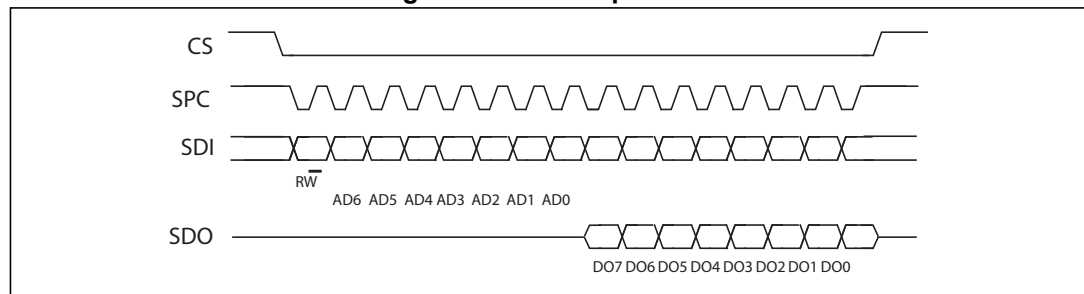 CS
SPC
SDI
RW
AD6 AD5 AD4 AD3 AD2 AD1 AD0
SDO
DO7 DO6 DO5 DO4 DO3 DO2 DO1 DO0